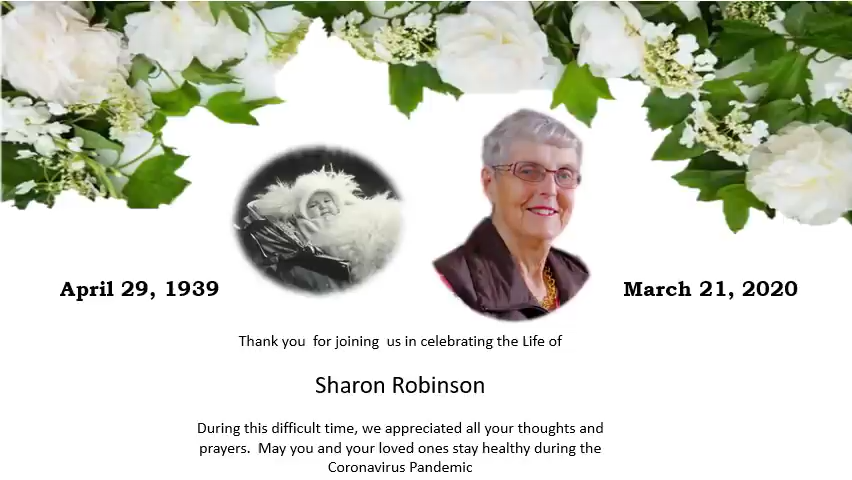 April 29, 1939
March 21, 2020
Thank you  for joining  us in celebrating the Life of
Sharon Robinson
During this difficult time, we appreciated all your thoughts and
prayers.  May you and your loved ones stay healthy during the
Coronavirus Pandemic